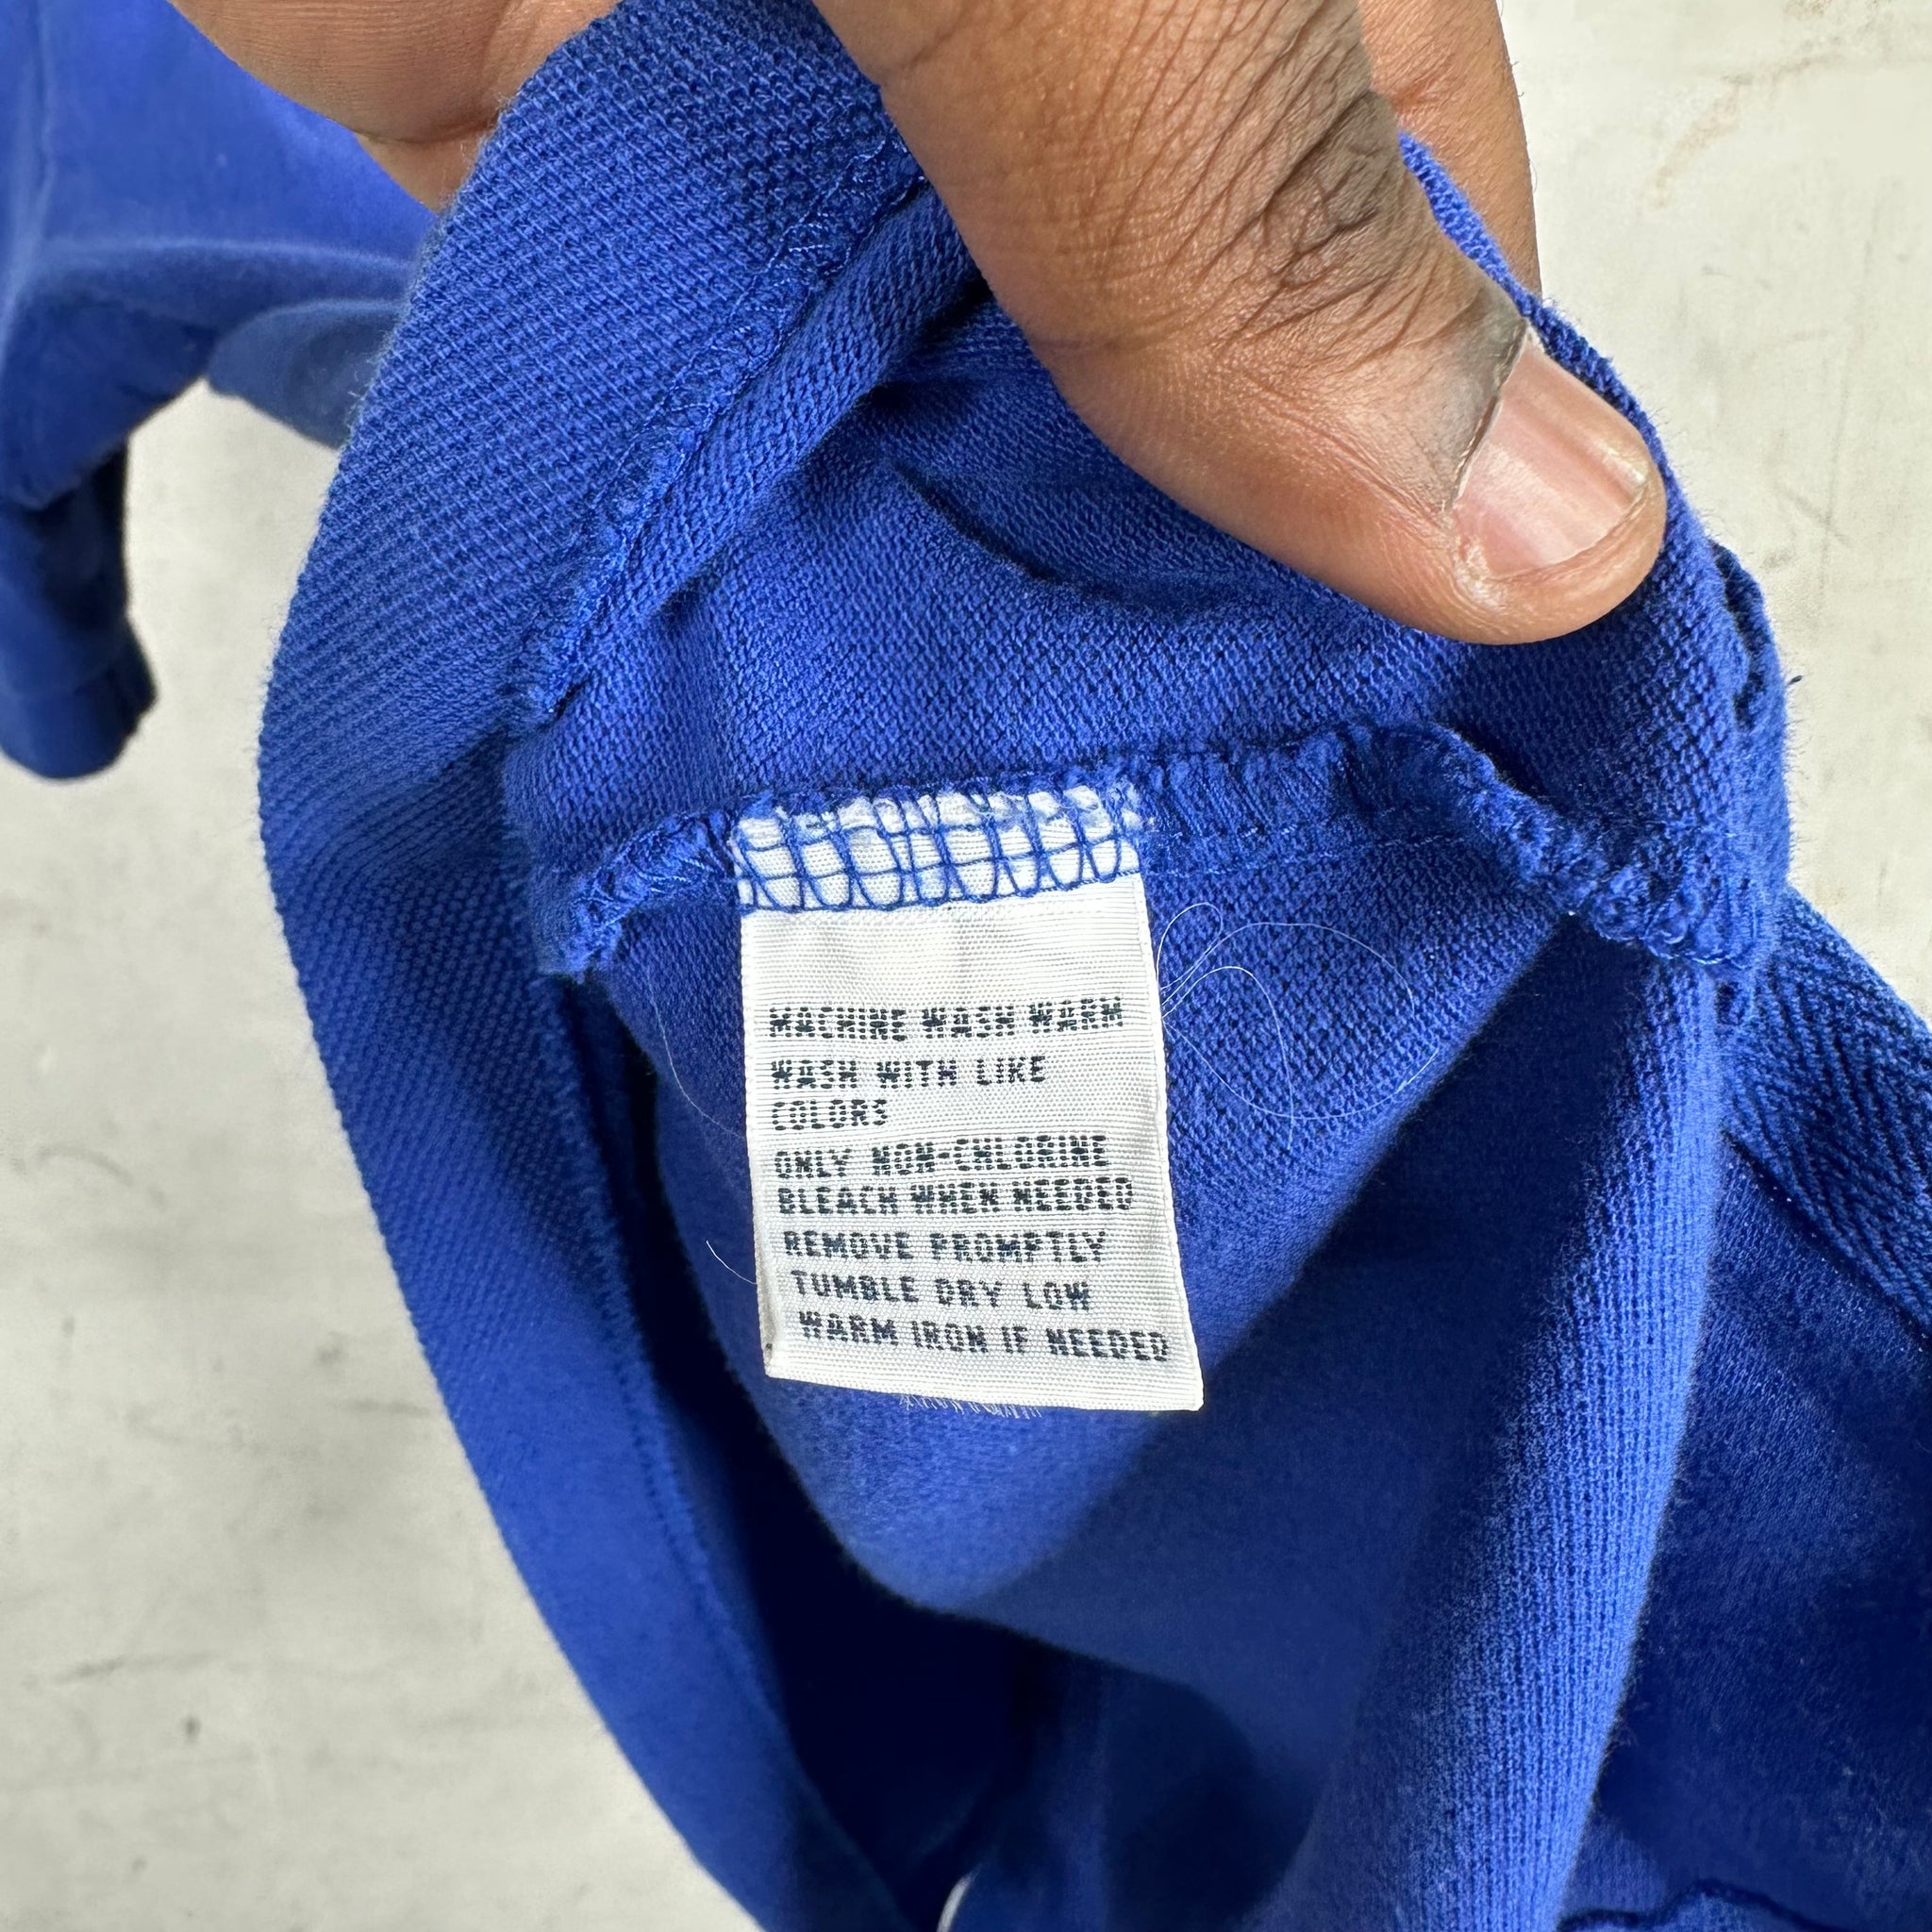 MACHINE WASH WARM
WASH WITH LIKE
COLORS
ONLY NON-CHLORINE
BLEACH WHEN NEEDED
REMOVE PROMPTLY
TUMBLE DRY LOW
WARM IRON IF NEEDED